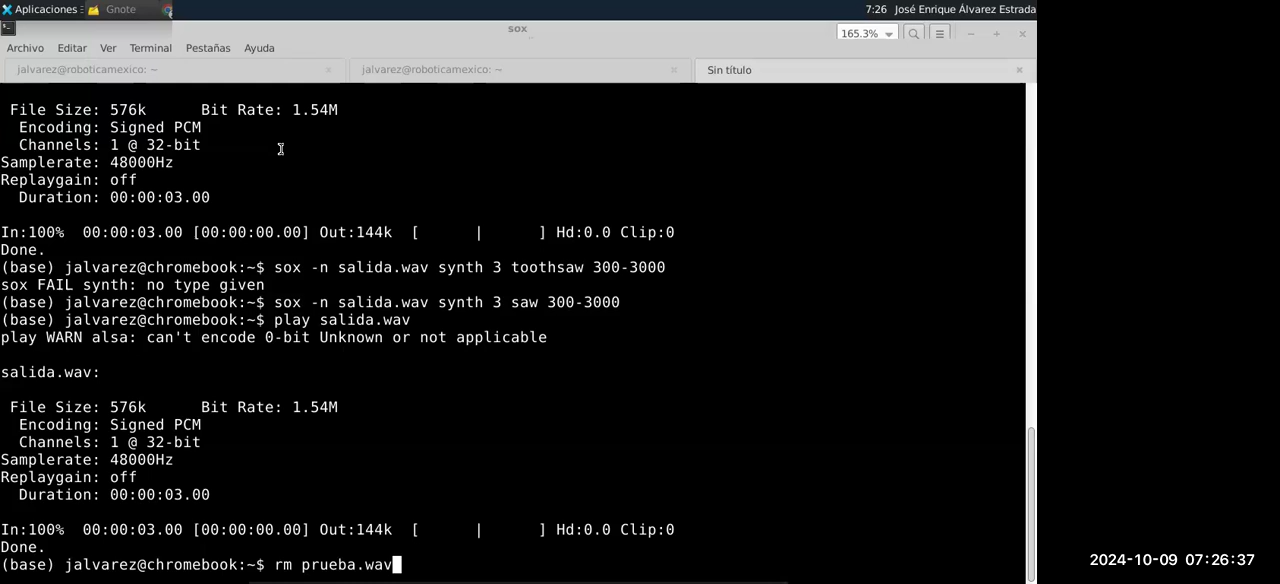 Aplicaciones : Gnote 7:26 José Enrique Álvarez Estrada
sox
165.3%
Archivo Editar Ver Terminal Pestañas Ayuda
jalvarez@roboticamexico: ~ × jalvarez@roboticamexico: ~ × Sin título ×
File Size: 576k Bit Rate: 1.54M
Encoding: Signed PCM
Channels: 1 @ 32-bit
Samplerate: 48000Hz
Replaygain: off
Duration: 00:00:03.00
In:100% 00:00:03.00 [00:00:00.00] Out:144k [ | ] Hd:0.0 Clip:0
Done.
(base) jalvarez@chromebook:~$ sox -n salida.wav synth 3 toothsaw 300-3000
sox FAIL synth: no type given
(base) jalvarez@chromebook:~$ sox -n salida.wav synth 3 saw 300-3000
(base) jalvarez@chromebook:~$ play salida.wav
play WARN alsa: can't encode 0-bit Unknown or not applicable
salida.wav:
File Size: 576k Bit Rate: 1.54M
Encoding: Signed PCM
Channels: 1 @ 32-bit
Samplerate: 48000Hz
Replaygain: off
Duration: 00:00:03.00
In:100% 00:00:03.00 [00:00:00.00] Out:144k [ | ] Hd:0.0 Clip:0
Done.
(base) jalvarez@chromebook:~$ rm prueba.wav
2024-10-09 07:26:37